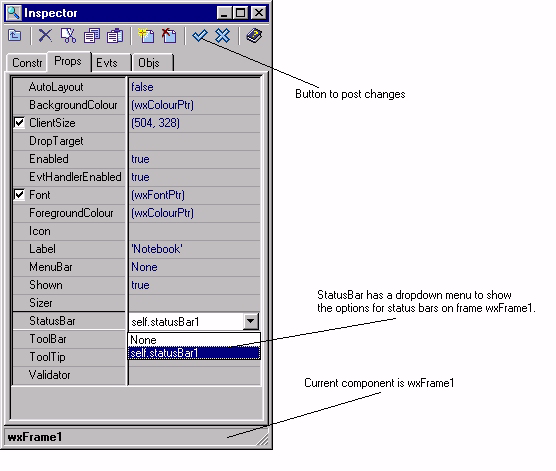 Inspector
Constr Props Evts Objs
AutoLayout false
BackgroundColour (wxColourPtr)
ClientSize (504, 328)
DropTarget
Enabled true
EvtHandlerEnabled true
Font (wxFontPtr)
ForegroundColour (wxColourPtr)
Icon
Label 'Notebook'
MenuBar None
Shown true
Sizer
StatusBar self.statusBar1
ToolBar None
ToolTip self.statusBar1
Validator
wxFrame1
Button to post changes
StatusBar has a dropdown menu to show
the options for status bars on frame wxFrame1.
Current component is wxFrame1